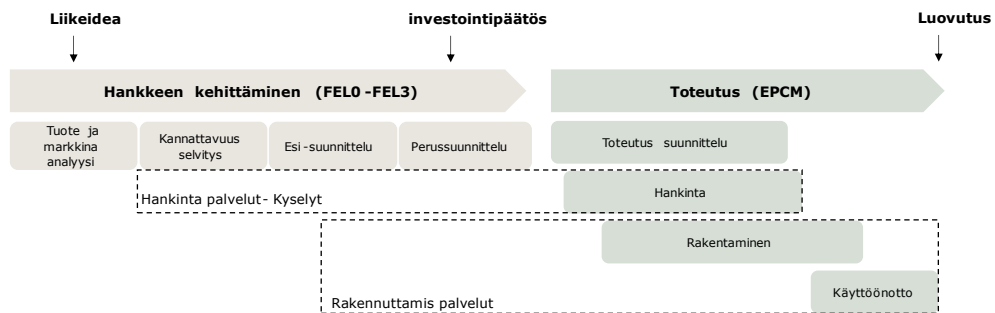 Liikeidea
investointipäätös
Luovutus
Hankkeen kehittäminen (FEL0 -FEL3)
Toteutus (EPCM)
Tuote ja
markkina
analyysi
Kannattavuus
selvitys
Esi -suunnittelu
Perussuunnittelu
Toteutus suunnittelu
Hankinta palvelut- Kyselyt
Hankinta
Rakentaminen
Käyttöönotto
Rakennuttamis palvelut